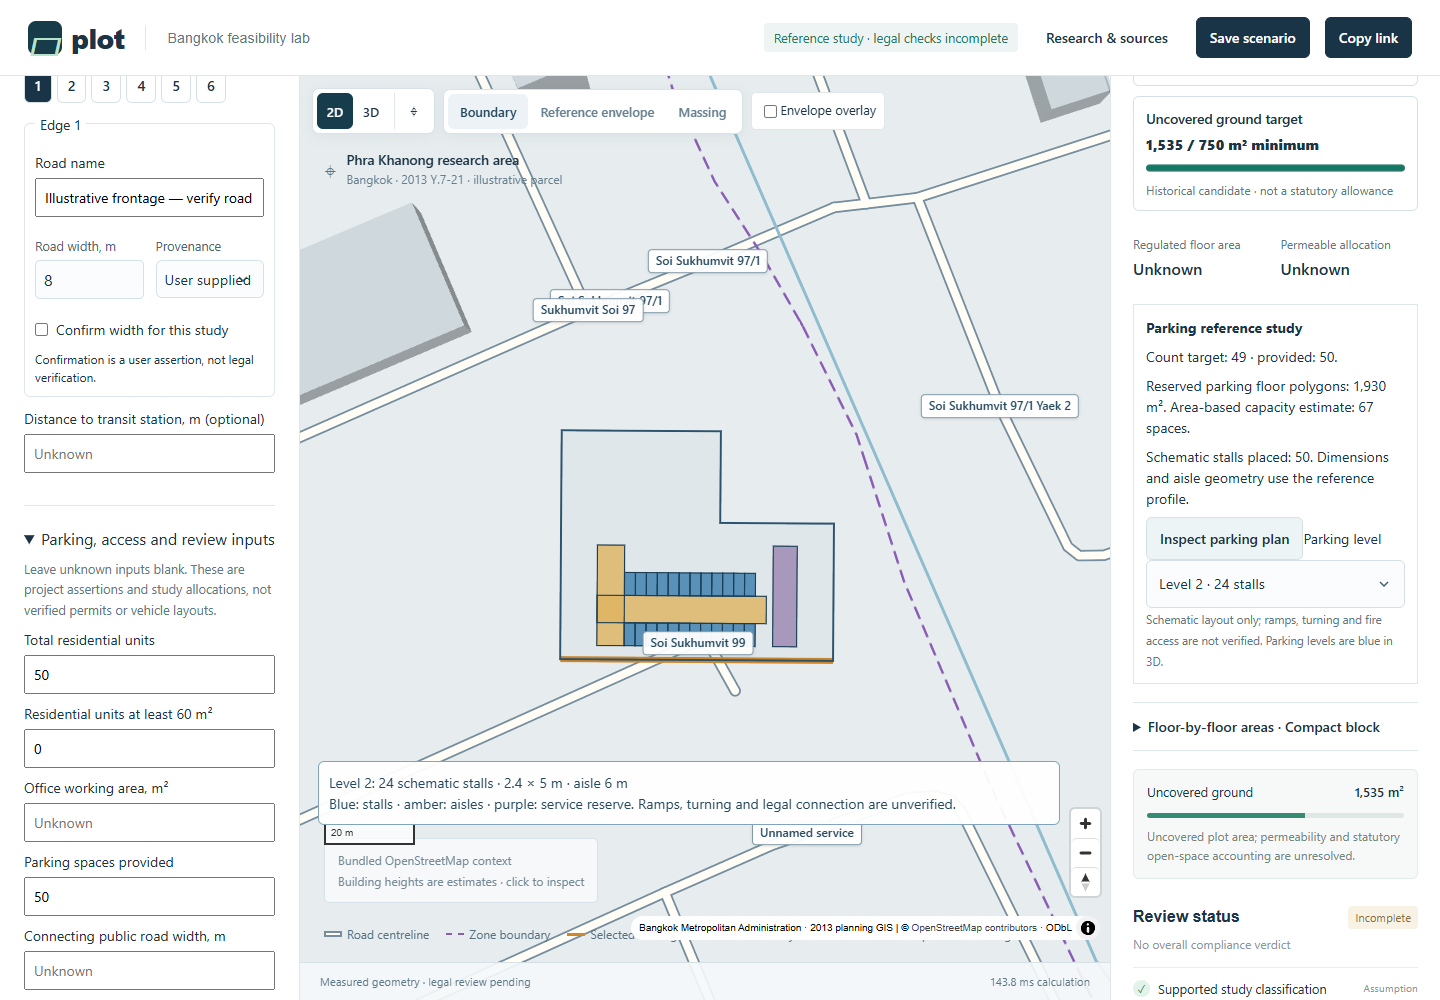 plot
Bangkok feasibility lab
Reference study · legal checks incomplete
Research & sources
Save scenario
Copy link
1
2
3
4
5
6
Edge 1
Road name
Illustrative frontage — verify road
Road width, m
Provenance
8
User supplied
Confirm width for this study
Confirmation is a user assertion, not legal
verification.
Distance to transit station, m (optional)
Unknown
Parking, access and review inputs
Leave unknown inputs blank. These are
project assertions and study allocations, not
verified permits or vehicle layouts.
Total residential units
50
Residential units at least 60 m²
0
Office working area, m²
Unknown
Parking spaces provided
50
Connecting public road width, m
Unknown
2D
3D
Boundary
Reference envelope
Massing
Envelope overlay
Phra Khanong research area
Bangkok · 2013 Y.7-21 · illustrative parcel
Soi Sukhumvit 97/1
Sukhumvit Soi 97
Soi Sukhumvit 97/1 Yaek 2
Soi Sukhumvit 99
Level 2: 24 schematic stalls · 2.4 × 5 m · aisle 6 m
Blue: stalls · amber: aisles · purple: service reserve. Ramps, turning and legal connection are unverified.
20 m
Unnamed service
Bundled OpenStreetMap context
Building heights are estimates · click to inspect
Road centreline
Zone boundary
Selected
Bangkok Metropolitan Administration · 2013 planning GIS | © OpenStreetMap contributors · ODbL
Measured geometry · legal review pending
143.8 ms calculation
Uncovered ground target
1,535 / 750 m² minimum
Historical candidate · not a statutory allowance
Regulated floor area
Permeable allocation
Unknown
Unknown
Parking reference study
Count target: 49 · provided: 50.
Reserved parking floor polygons: 1,930
m². Area-based capacity estimate: 67
spaces.
Schematic stalls placed: 50. Dimensions
and aisle geometry use the reference
profile.
Inspect parking plan
Parking level
Level 2 · 24 stalls
Schematic layout only; ramps, turning and fire
access are not verified. Parking levels are blue in
3D.
Floor-by-floor areas · Compact block
Uncovered ground
1,535 m²
Uncovered plot area; permeability and statutory
open-space accounting are unresolved.
Review status
Incomplete
No overall compliance verdict
Supported study classification
Assumption